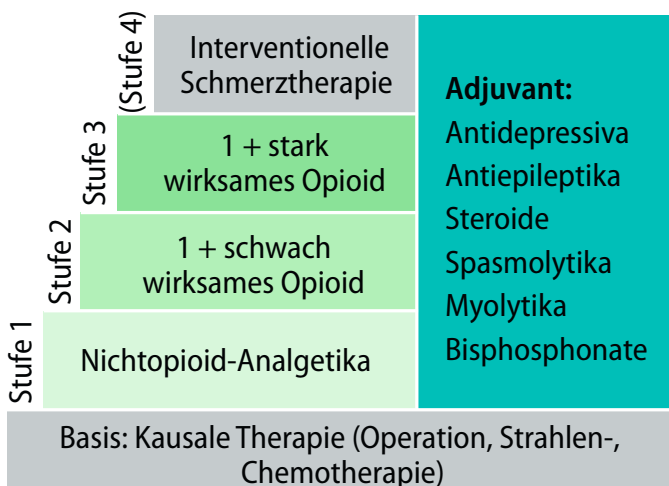 (Stufe 4)
Interventionelle
Schmerztherapie
Stufe 3
1 + stark
wirksames Opioid
Stufe 2
1 + schwach
wirksames Opioid
Stufe 1
Nichtopioid-Analgetika
Adjuvant:
Antidepressiva
Antiepileptika
Steroide
Spasmolytika
Myolytika
Bisphosphonate
Basis: Kausale Therapie (Operation, Strahlen-,
Chemotherapie)